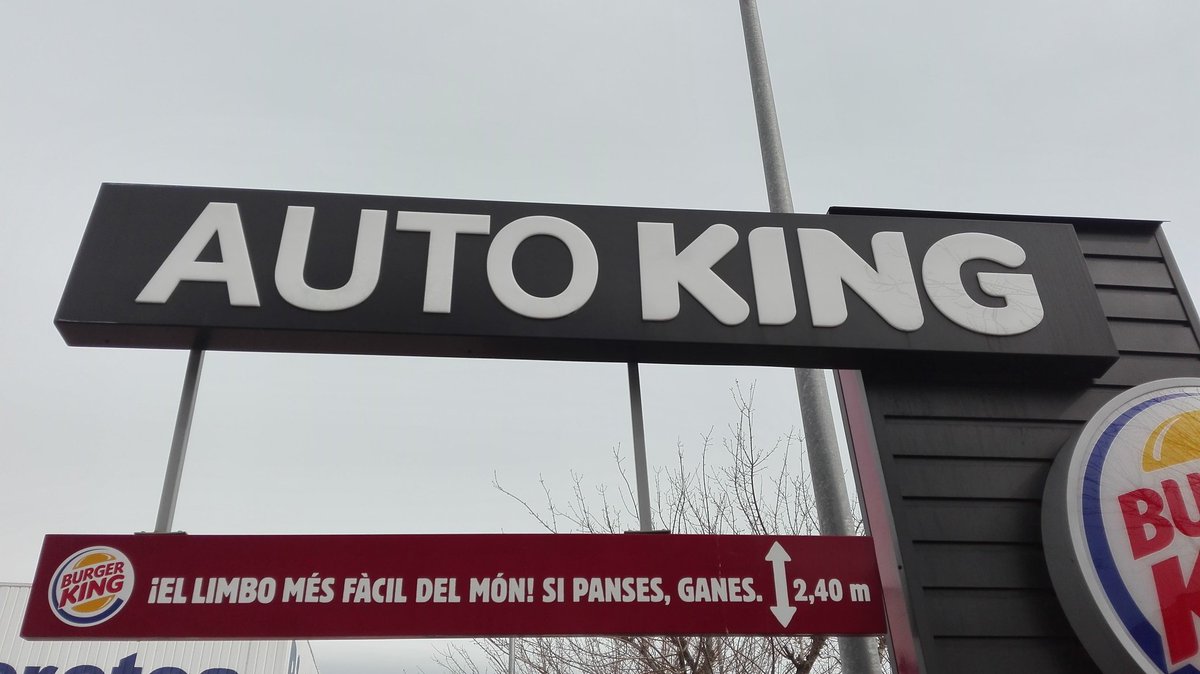 AUTO KING
BURGER
KING
¡EL LIMBO MÉS FÀCIL DEL MÓN! SI PANSES, GANES. 2,40 m